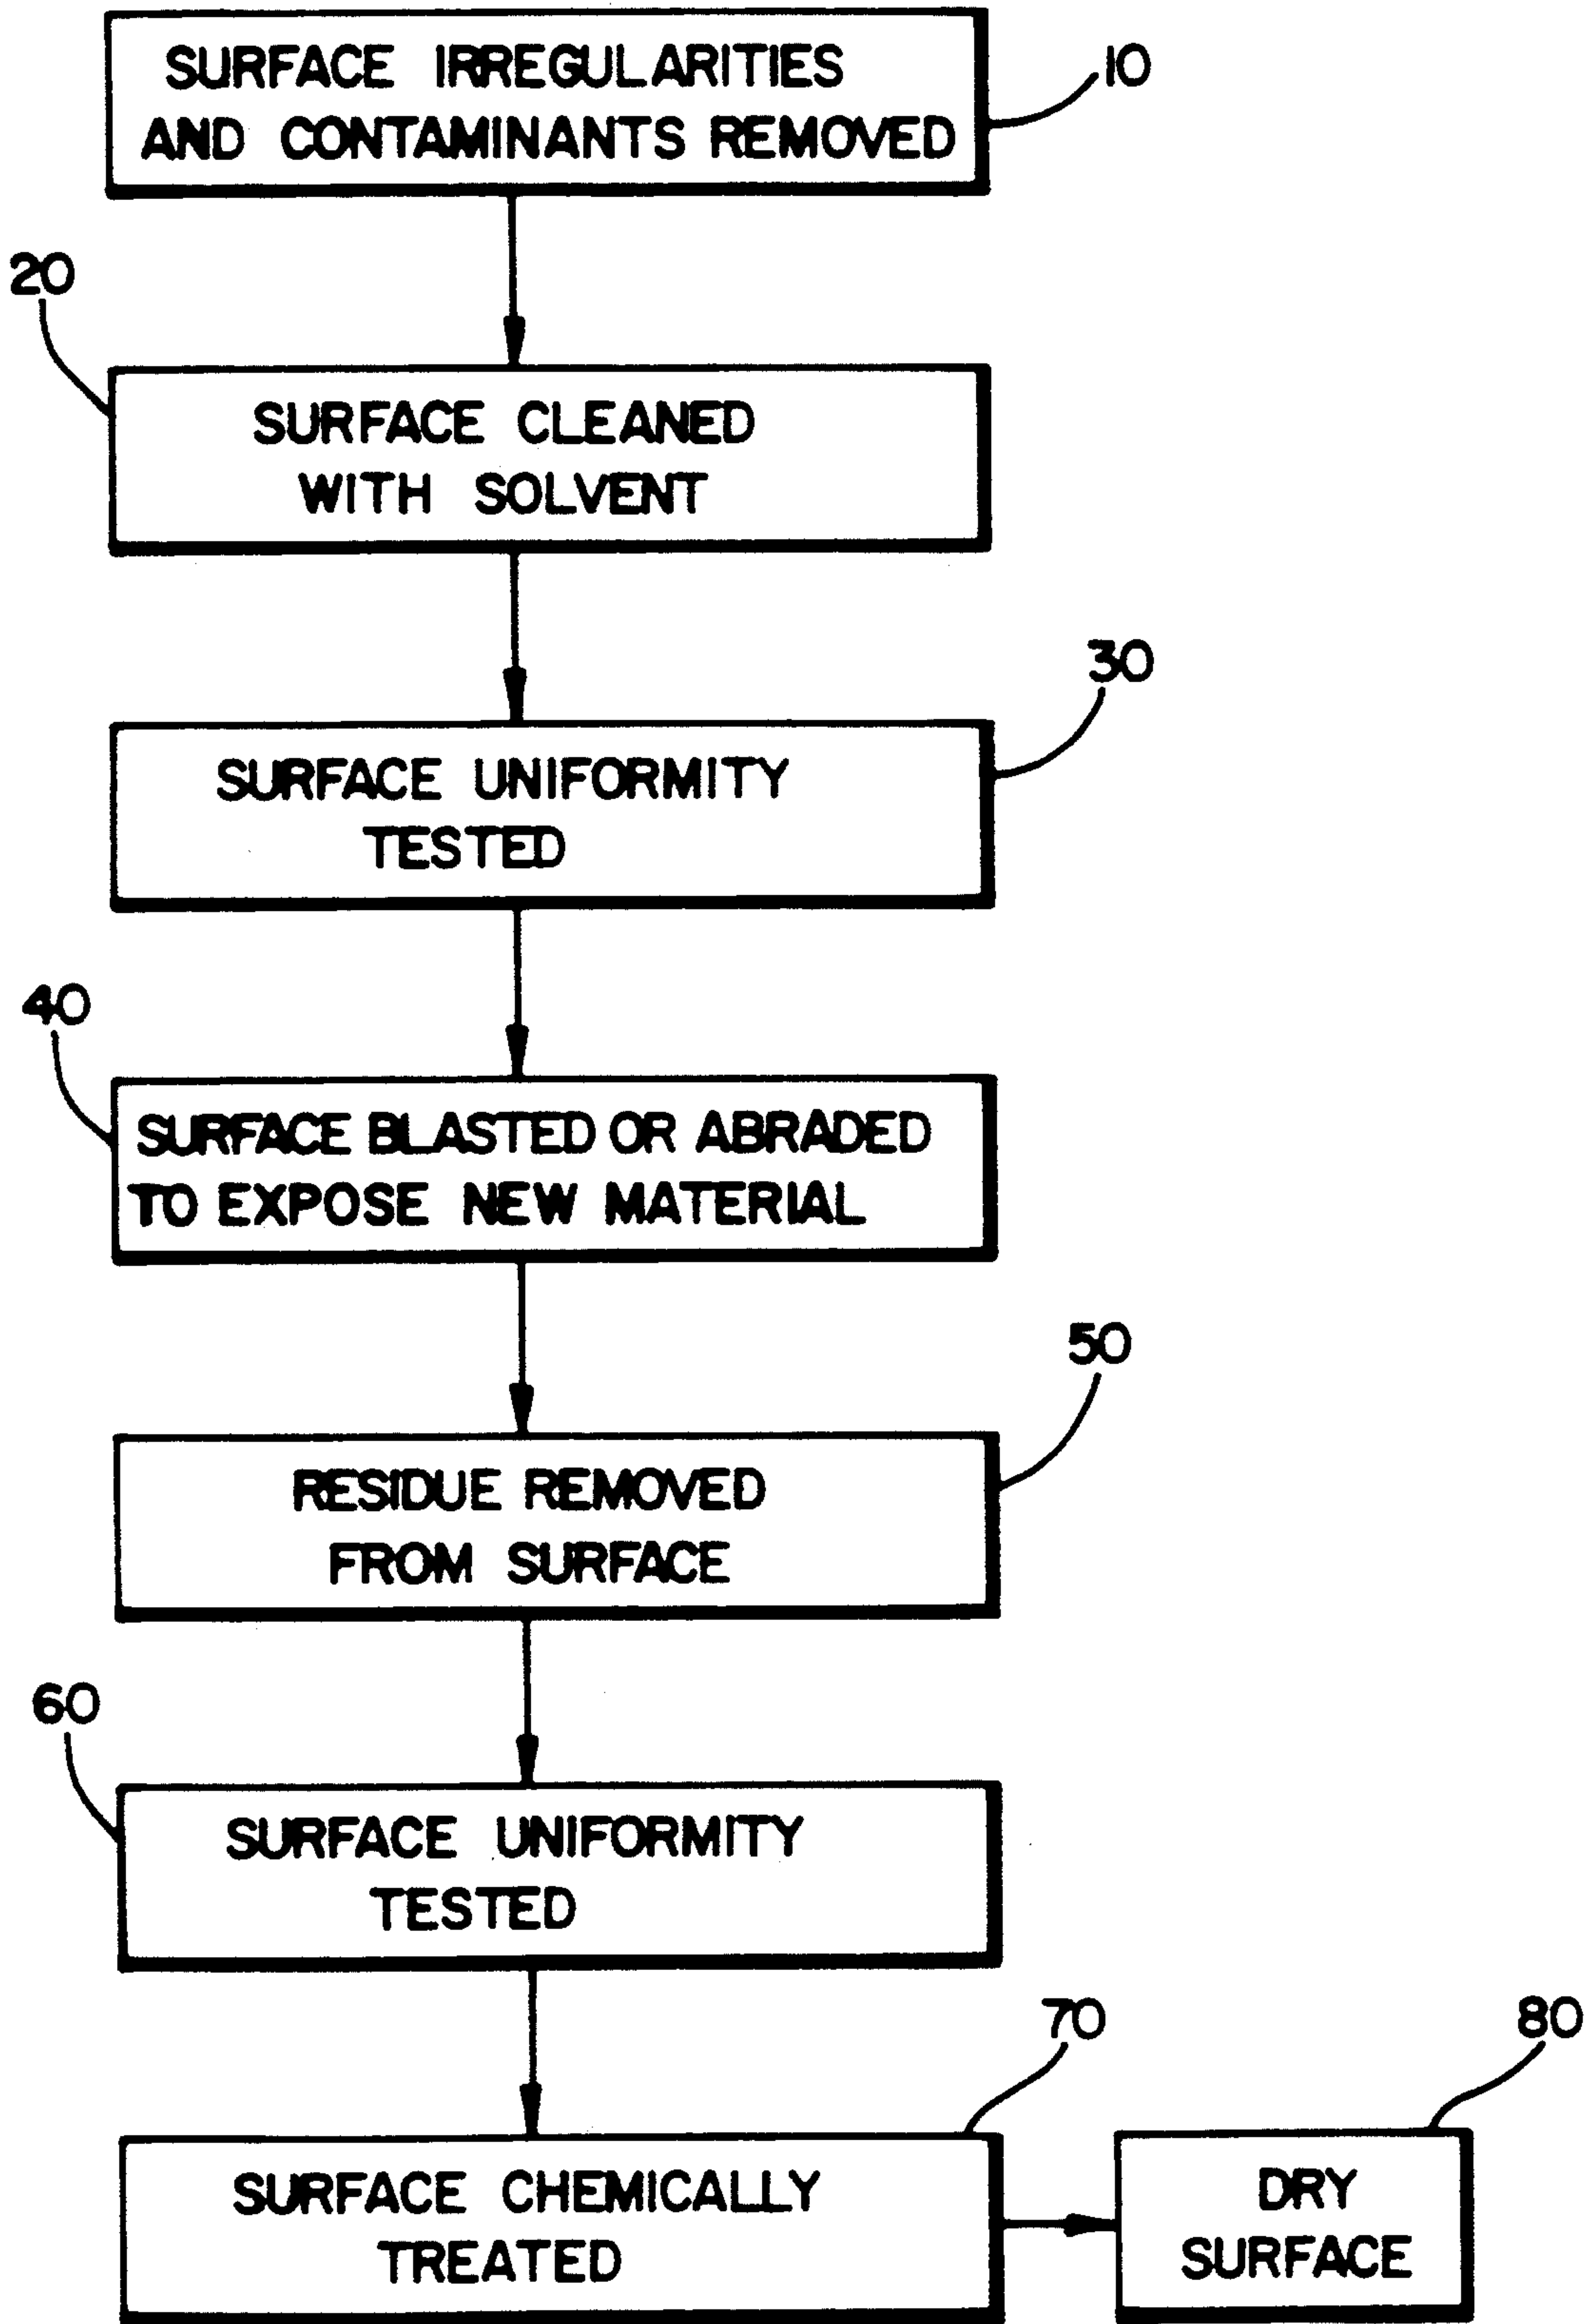 SURFACE IRREGULARITIES
AND CONTAMINANTS REMOVED
10
20
SURFACE CLEANED
WITH SOLVENT
30
SURFACE UNIFORMITY
TESTED
40
SURFACE BLASTED OR ABRADED
TO EXPOSE NEW MATERIAL
50
RESIDUE REMOVED
FROM SURFACE
60
SURFACE UNIFORMITY
TESTED
70
80
SURFACE CHEMICALLY
TREATED
DRY
SURFACE